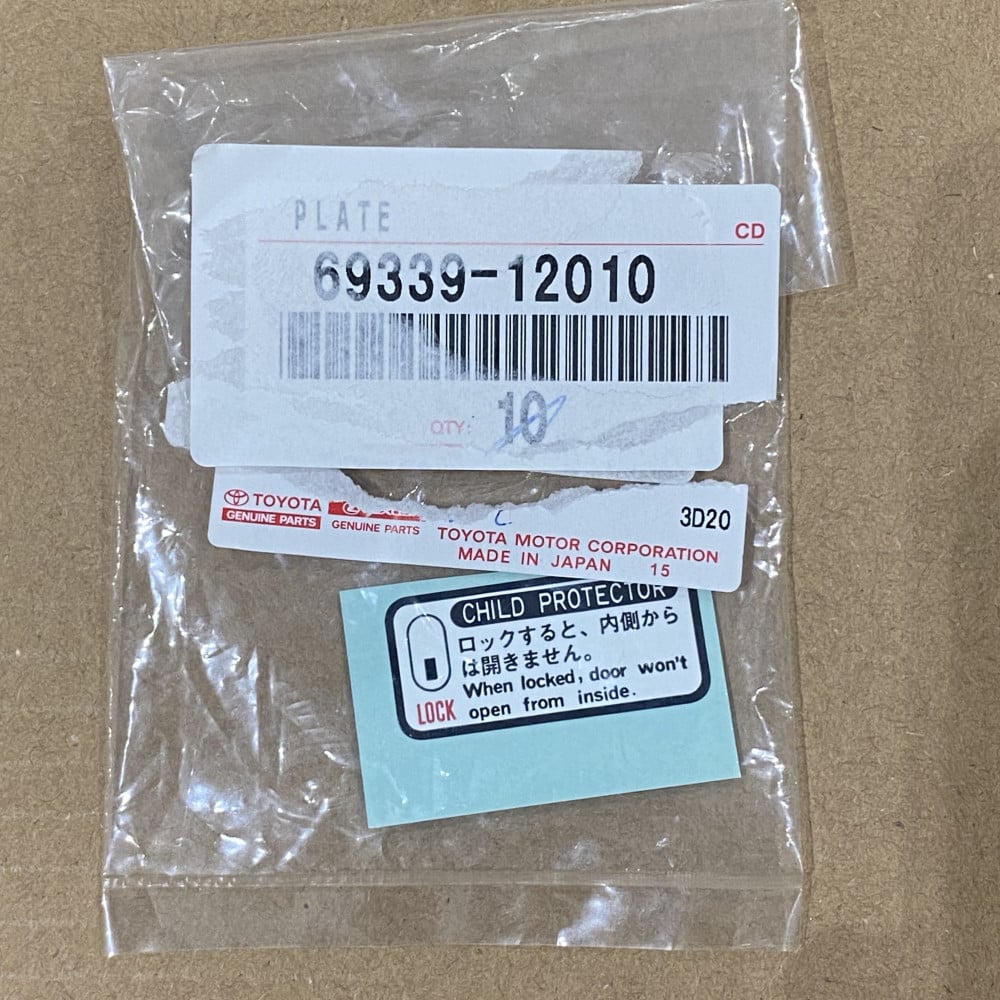 PLATE
CD
69339-12010
QTY: 10
TOYOTA
GENUINE PARTS
GENUINE PARTS
3D20
TOYOTA MOTOR CORPORATION
MADE IN JAPAN 15
CHILD PROTECTOR
ロックすると、内側から
は開きません。
When locked, door won't
open from inside.
LOCK